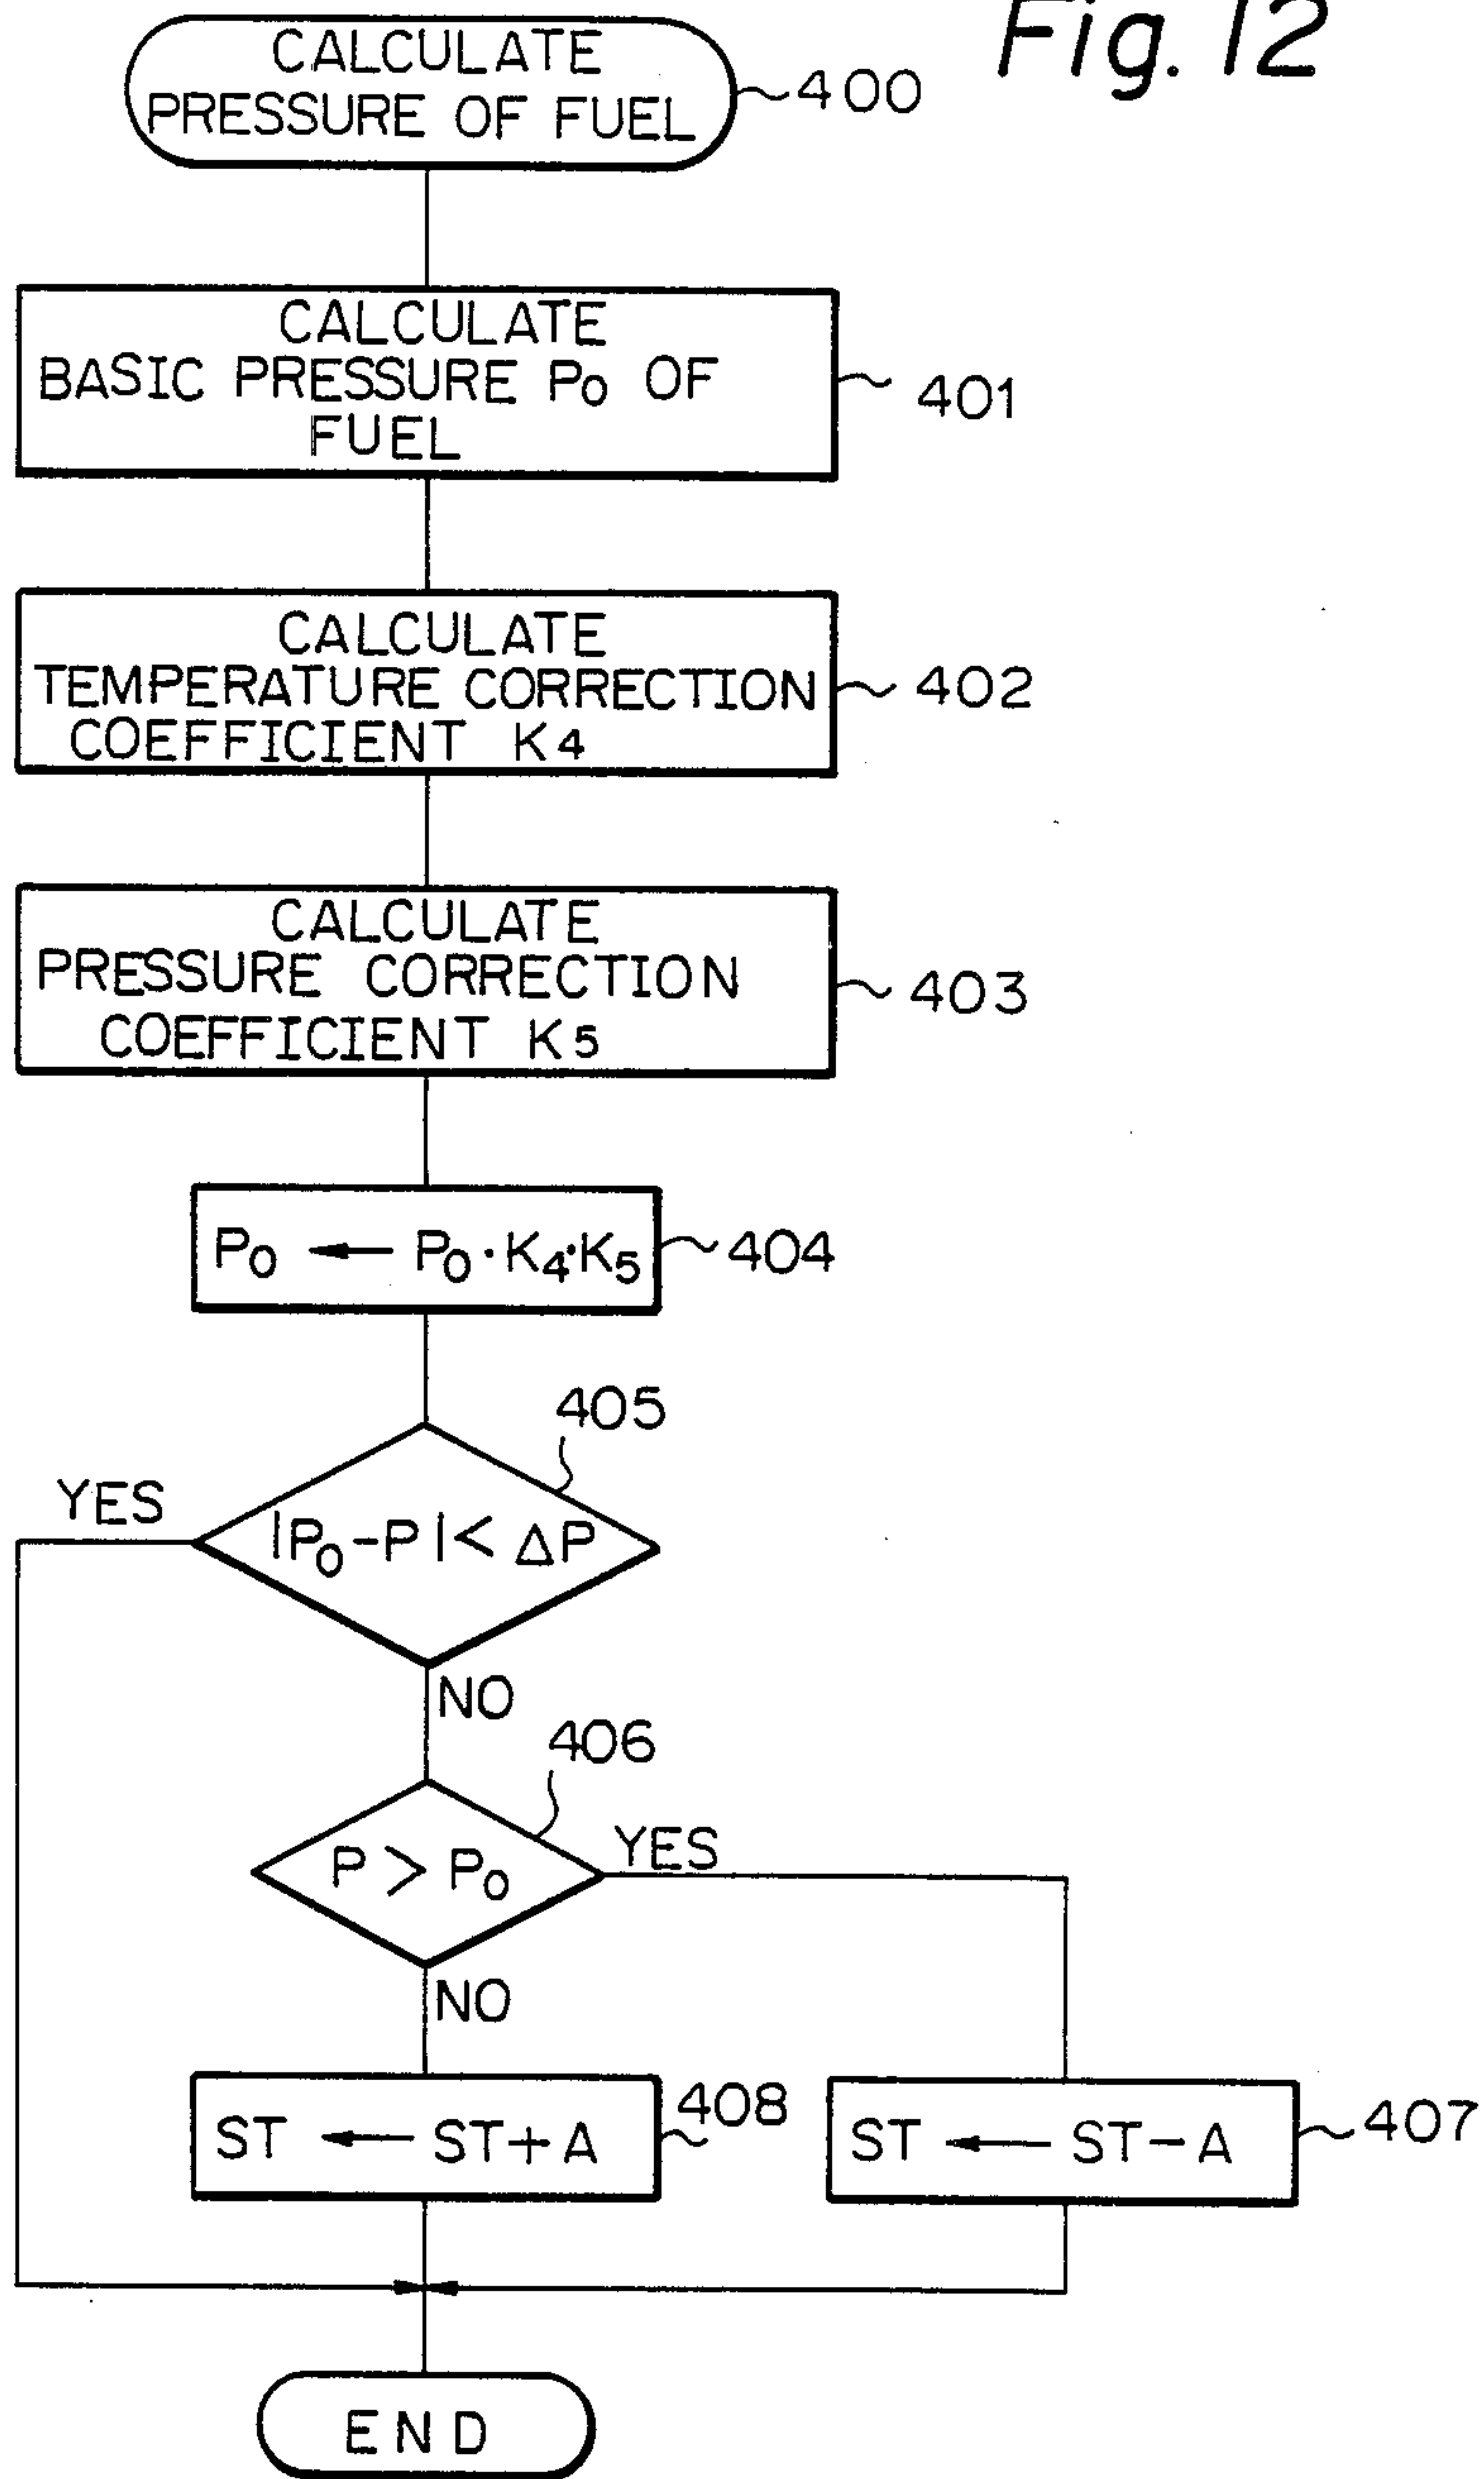 Fig. 12
CALCULATE
PRESSURE OF FUEL
400
CALCULATE
BASIC PRESSURE P₀ OF
FUEL
401
CALCULATE
TEMPERATURE CORRECTION
COEFFICIENT K4
402
CALCULATE
PRESSURE CORRECTION
COEFFICIENT K5
403
P₀ ← P₀·K₄·K₅
404
405
YES
|P₀-P|< ΔP
NO
406
P > P₀
YES
NO
ST ← ST+A
408
ST ← ST-A
407
END